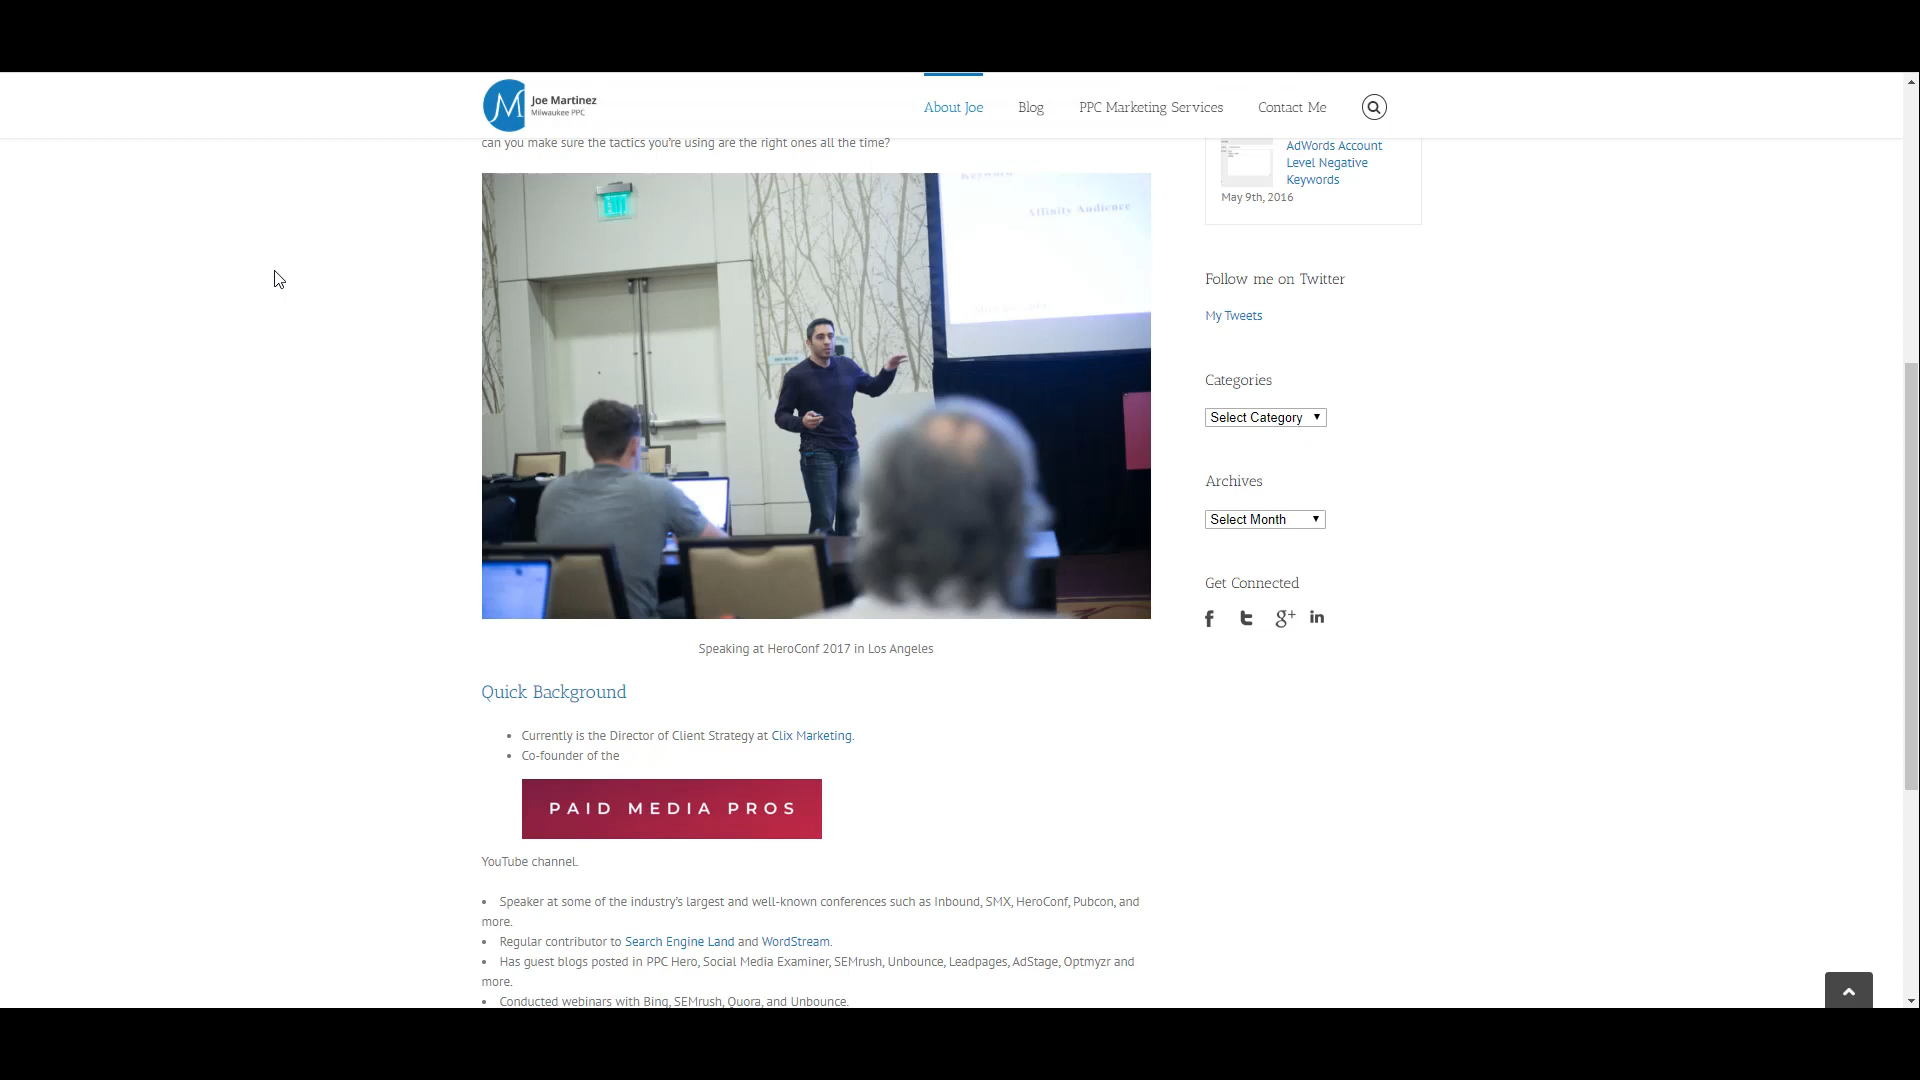 Joe Martinez
Milwaukee PPC
About Joe
Blog
PPC Marketing Services
Contact Me
can you make sure the tactics you're using are the right ones all the time?
Affinity Audience
Speaking at HeroConf 2017 in Los Angeles
Quick Background
• Currently is the Director of Client Strategy at Clix Marketing.
• Co-founder of the
PAID MEDIA PROS
YouTube channel.
• Speaker at some of the industry's largest and well-known conferences such as Inbound, SMX, HeroConf, Pubcon, and
more.
• Regular contributor to Search Engine Land and WordStream.
• Has guest blogs posted in PPC Hero, Social Media Examiner, SEMrush, Unbounce, Leadpages, AdStage, Optmyzr and
more.
• Conducted webinars with Bing, SEMrush, Quora, and Unbounce.
AdWords Account
Level Negative
Keywords
May 9th, 2016
Follow me on Twitter
My Tweets
Categories
Select Category
Archives
Select Month
Get Connected